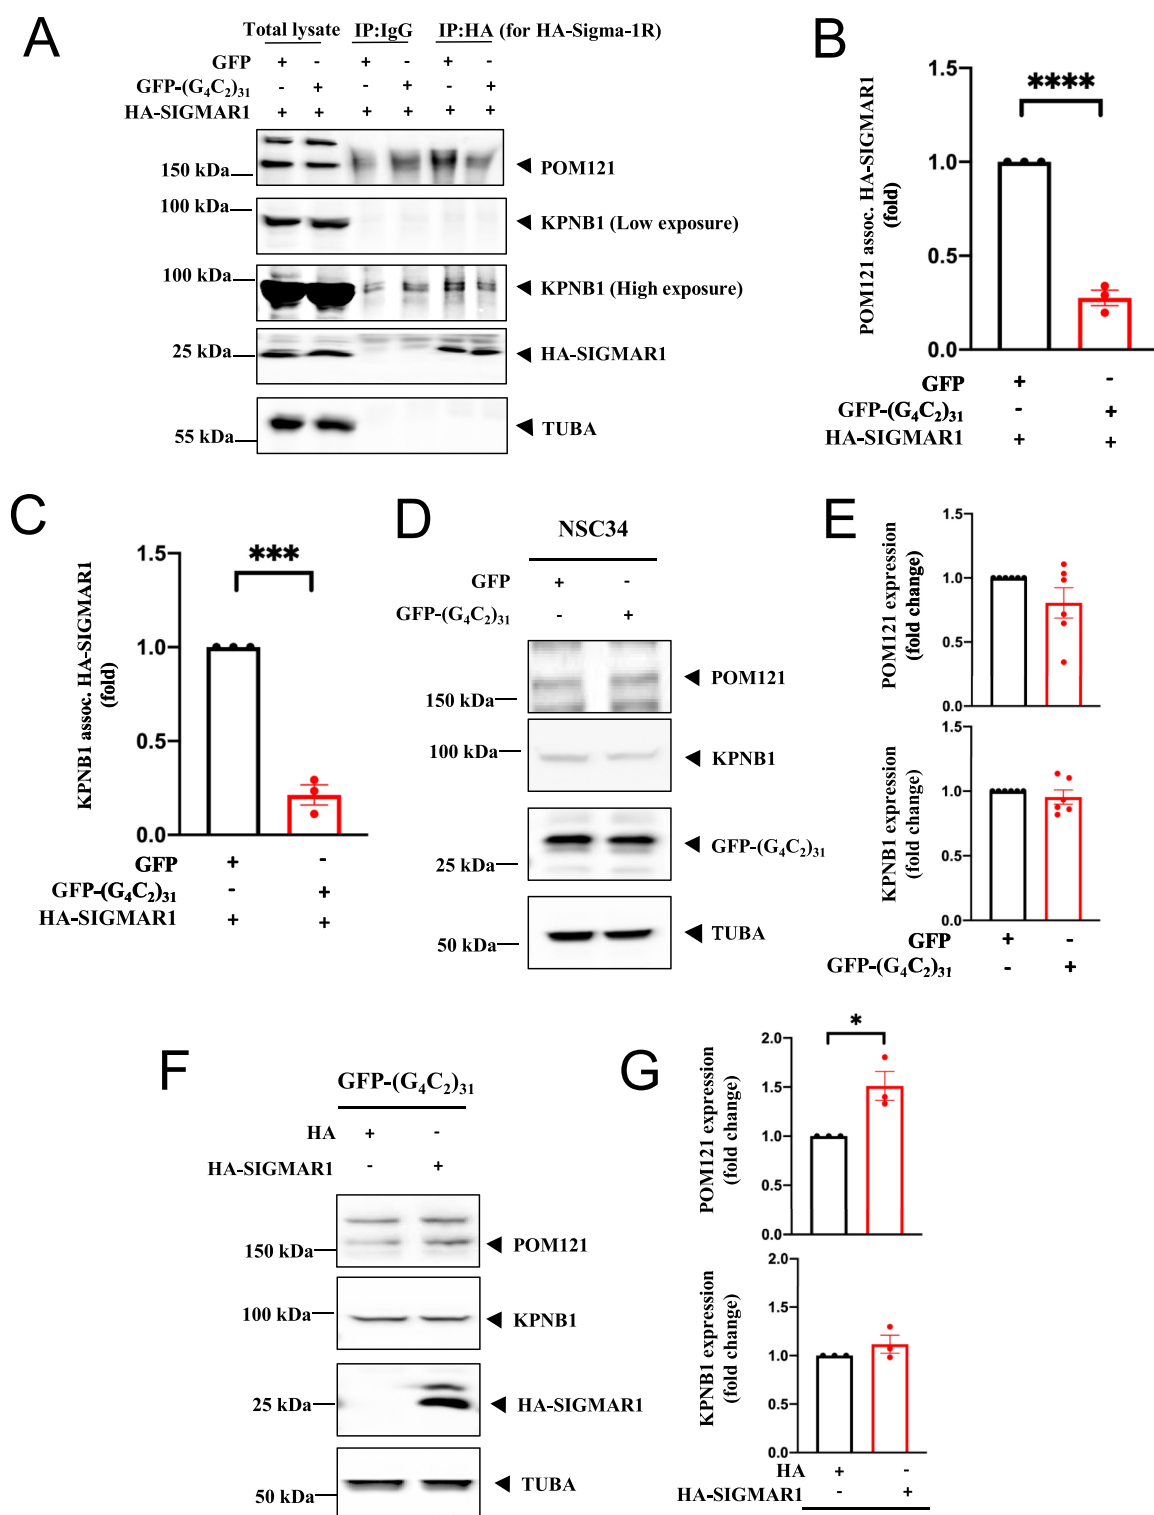 A
Total lysate IP:IgG IP:HA (for HA-Sigma-1R)
GFP + - + - + -
GFP-(G₄C₂)₃₁ - + - + - +
HA-SIGMAR1 + + + + + +
150 kDa POM121
100 kDa KPNB1 (Low exposure)
100 kDa KPNB1 (High exposure)
25 kDa HA-SIGMAR1
55 kDa TUBA
B
POM121 assoc. HA-SIGMAR1
(fold)
1.5
1.0
0.5
0.0
****
GFP + -
GFP-(G₄C₂)₃₁ - +
HA-SIGMAR1 + +
C
KPNB1 assoc. HA-SIGMAR1
(fold)
1.5
1.0
0.5
0.0
***
GFP + -
GFP-(G₄C₂)₃₁ - +
HA-SIGMAR1 + +
D
NSC34
GFP + -
GFP-(G₄C₂)₃₁ - +
150 kDa POM121
100 kDa KPNB1
25 kDa GFP-(G₄C₂)₃₁
50 kDa TUBA
E
POM121 expression
(fold change)
1.5
1.0
0.5
0.0
KPNB1 expression
(fold change)
1.5
1.0
0.5
0.0
GFP + -
GFP-(G₄C₂)₃₁ - +
F
GFP-(G₄C₂)₃₁
HA + -
HA-SIGMAR1 - +
150 kDa POM121
100 kDa KPNB1
25 kDa HA-SIGMAR1
50 kDa TUBA
G
POM121 expression
(fold change)
2.0
1.5
1.0
0.5
0.0
*
KPNB1 expression
(fold change)
2.0
1.5
1.0
0.5
0.0
HA + -
HA-SIGMAR1 - +